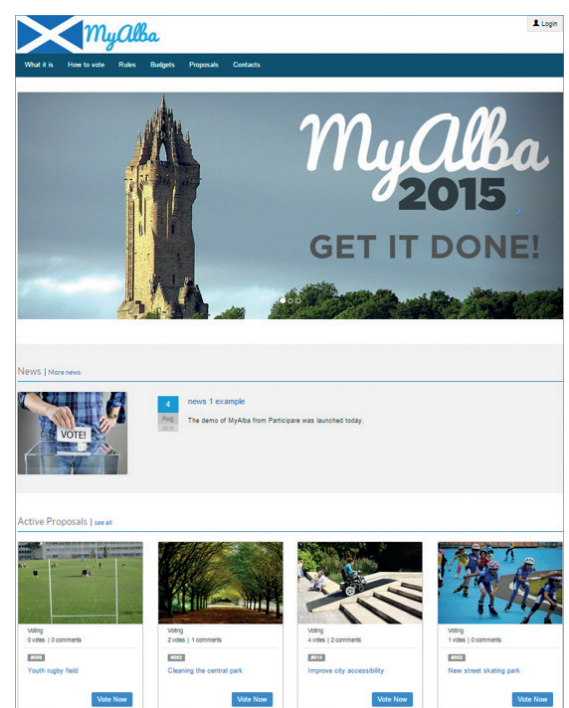 MyAlba
Login
What it is How to vote Rules Budgets Proposals Contacts
MyAlba
2015
GET IT DONE!
News | More news
VOTE!
4
Aug
2015
news 1 example
The demo of MyAlba from Participare was launched today.
Active Proposals | see all
Voting
0 votes | 0 comments
Youth rugby field
Vote Now
Voting
2 votes | 1 comments
Cleaning the central park
Vote Now
Voting
4 votes | 2 comments
#014
Improve city accessibility
Vote Now
Voting
1 votes | 0 comments
New street skating park
Vote Now